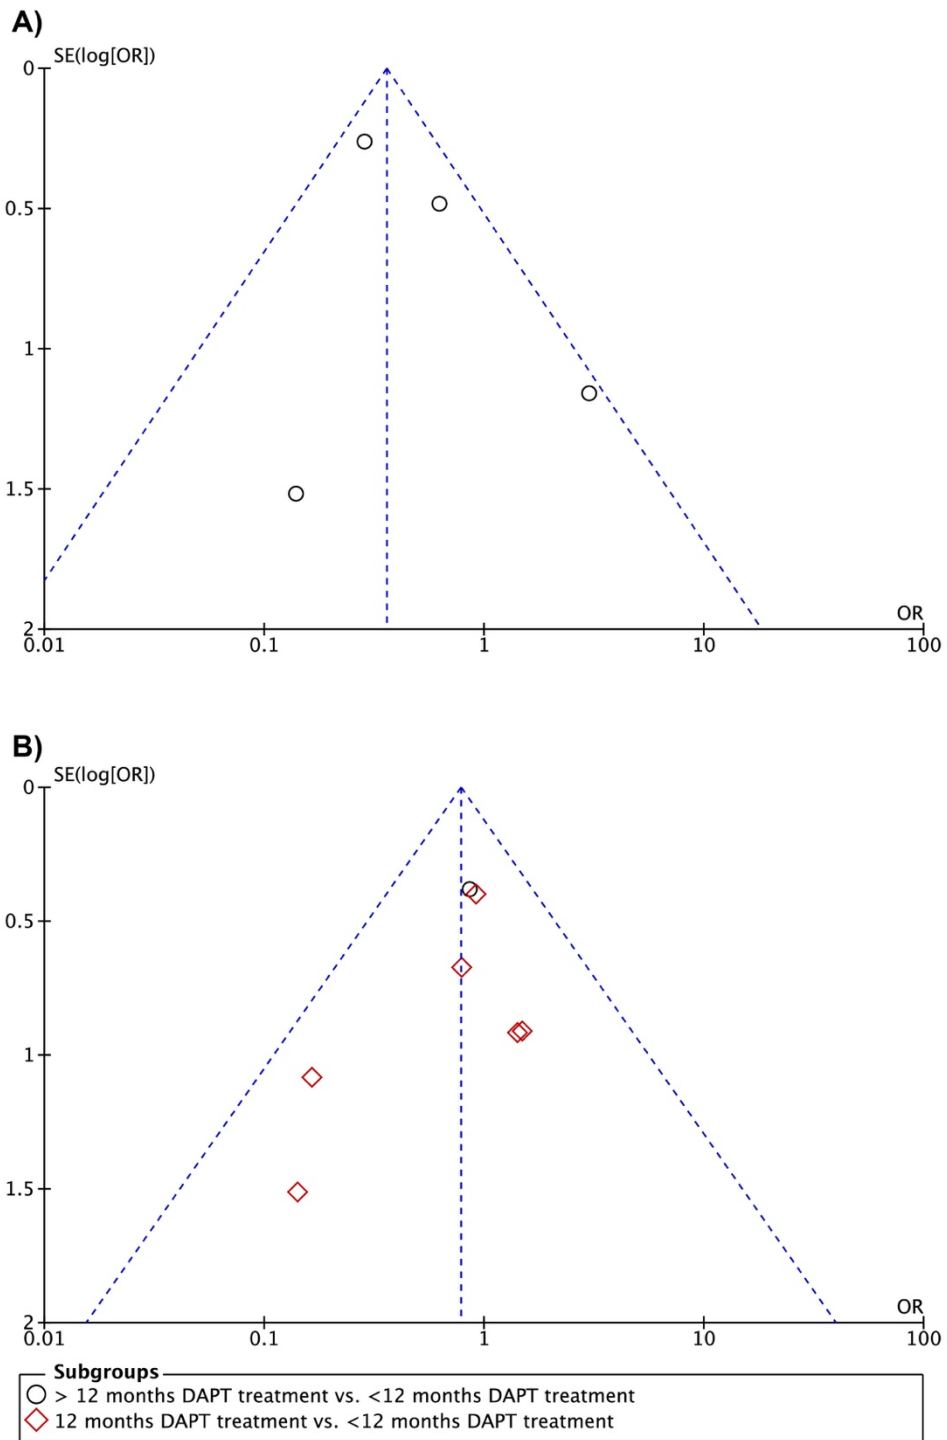 A)
SE(log[OR])
0
0.5
1
1.5
2
OR
0.01 0.1 1 10 100
B)
SE(log[OR])
0
0.5
1
1.5
2
OR
0.01 0.1 1 10 100
Subgroups
> 12 months DAPT treatment vs. <12 months DAPT treatment
12 months DAPT treatment vs. <12 months DAPT treatment